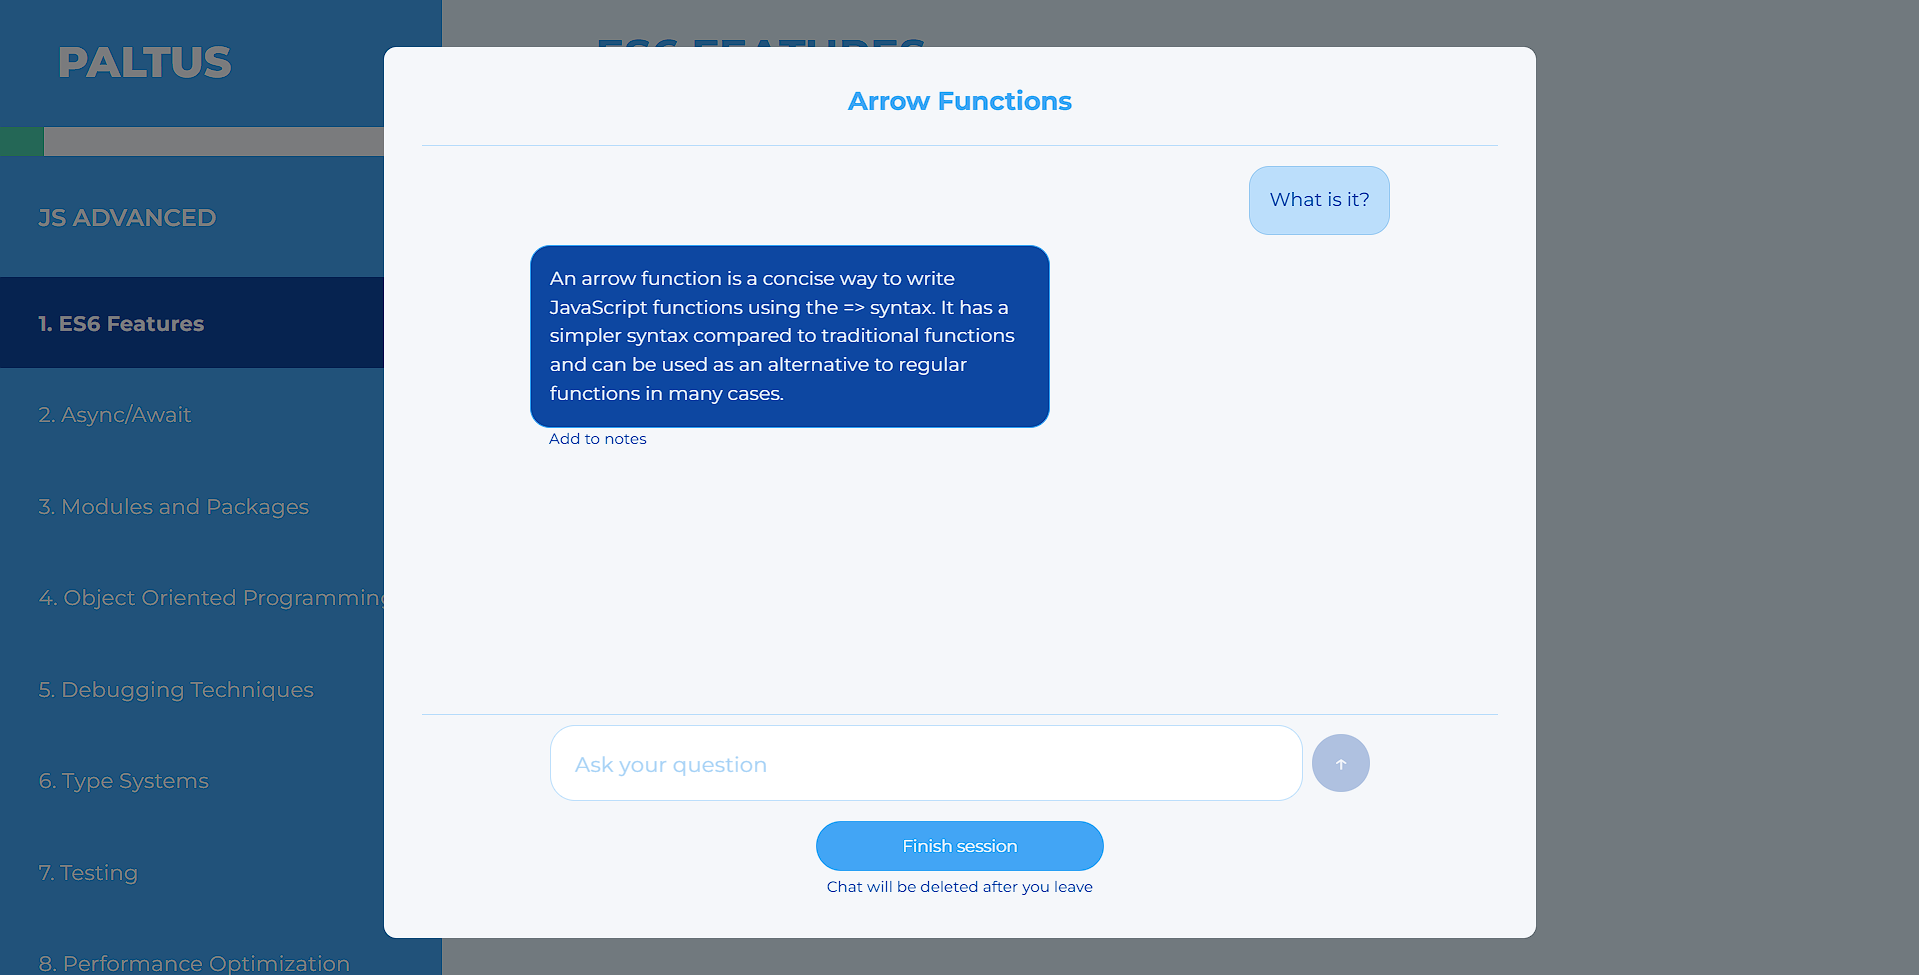 PALTUS
JS ADVANCED
1. ES6 Features
2. Async/Await
3. Modules and Packages
4. Object Oriented Programming
5. Debugging Techniques
6. Type Systems
7. Testing
8. Performance Optimization
ES6 FEATURES
Arrow Functions
What is it?
An arrow function is a concise way to write
JavaScript functions using the => syntax. It has a
simpler syntax compared to traditional functions
and can be used as an alternative to regular
functions in many cases.
Add to notes
Ask your question
↑
Finish session
Chat will be deleted after you leave